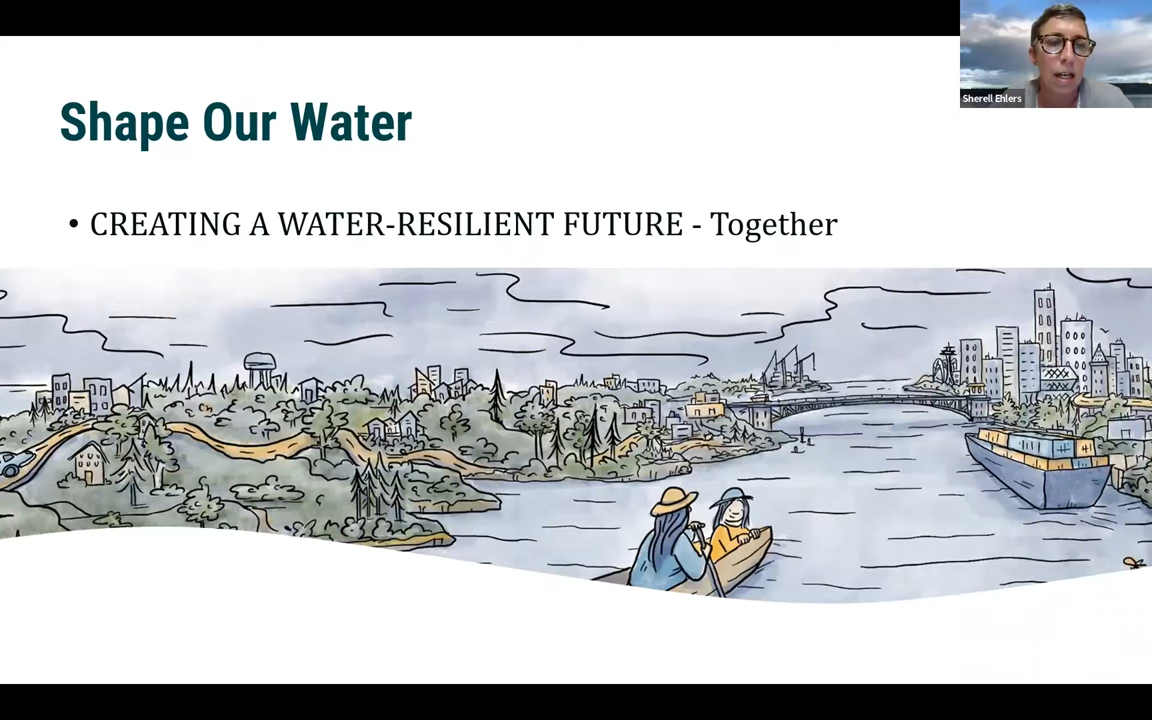 Sherell Ehlers
Shape Our Water
• CREATING A WATER-RESILIENT FUTURE - Together